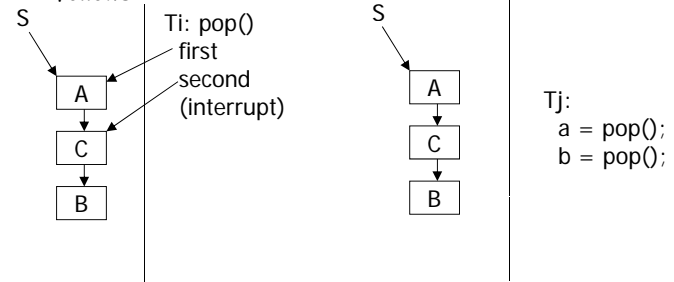 S
Ti: pop()
first
second
(interrupt)
A
C
B
S
A
C
B
Tj:
a = pop();
b = pop();